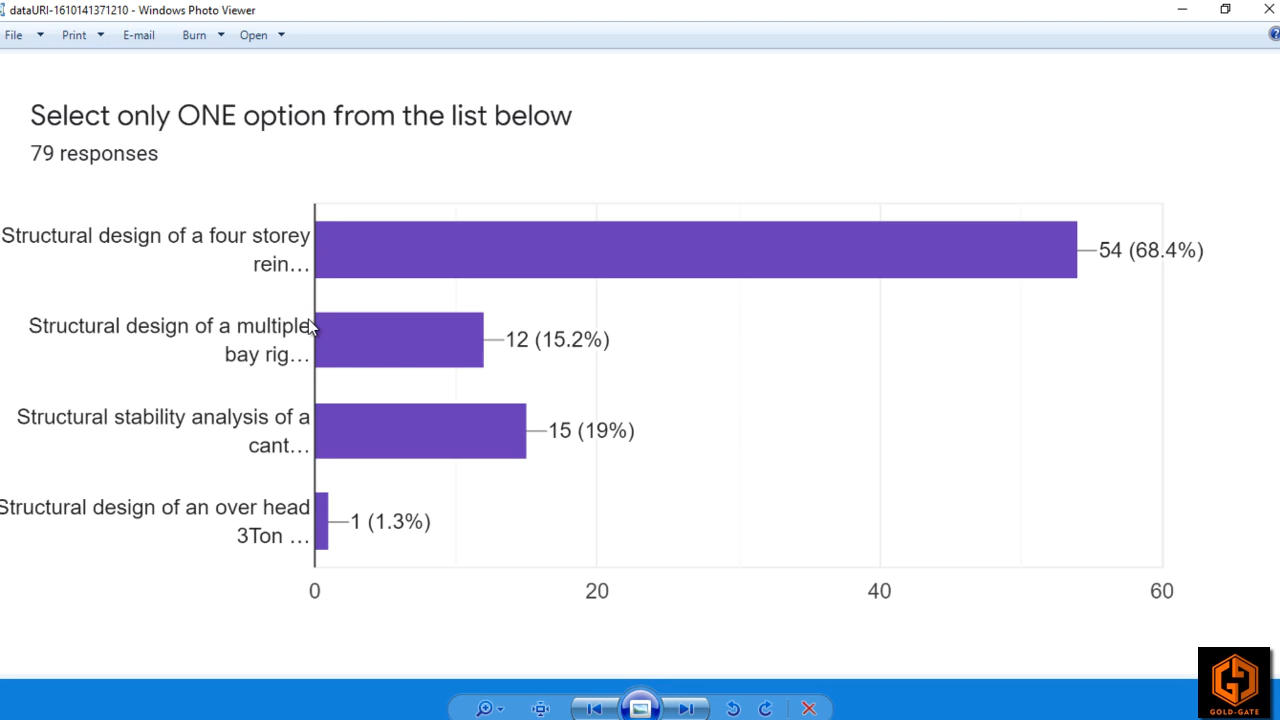 dataURI-1610141371210 - Windows Photo Viewer
File Print E-mail Burn Open
Select only ONE option from the list below
79 responses
Structural design of a four storey
rein…
54 (68.4%)
Structural design of a multiple
bay rig…
12 (15.2%)
Structural stability analysis of a
cant…
15 (19%)
Structural design of an over head
3Ton …
1 (1.3%)
0 20 40 60
GOLD-GATE